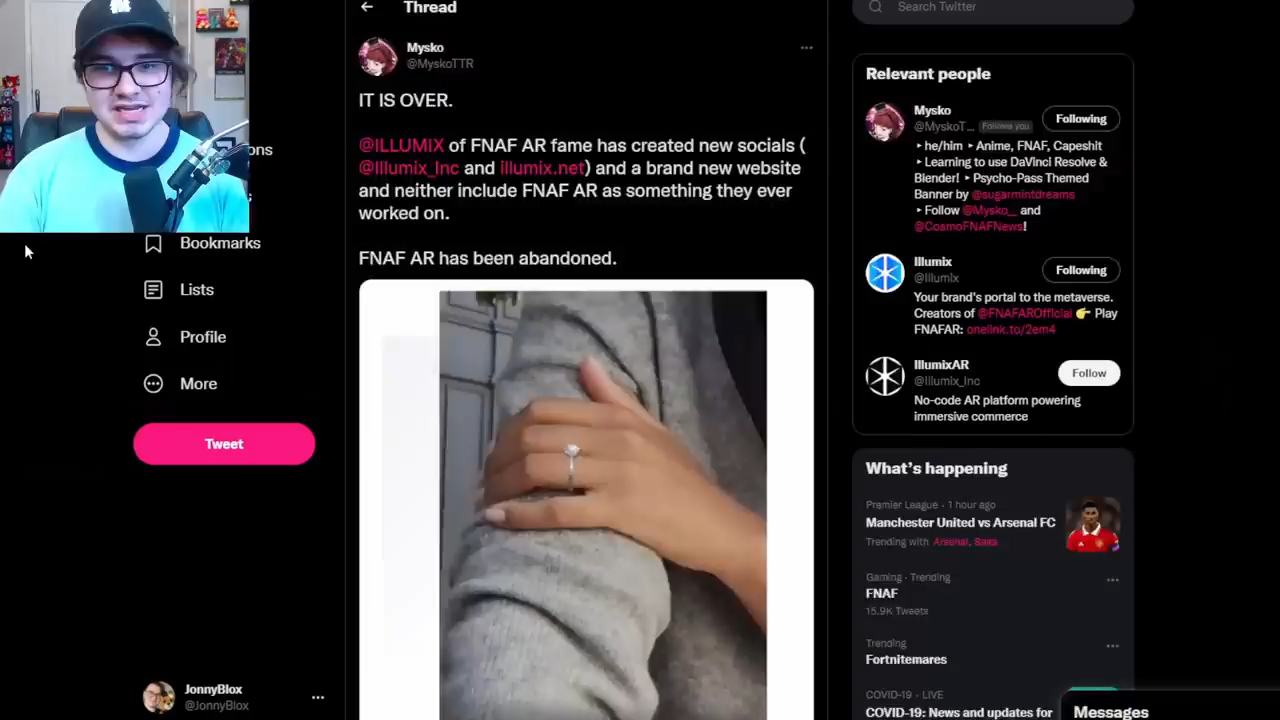 Thread
Search Twitter
Mysko
@MyskoTTR
IT IS OVER.
@ILLUMIX of FNAF AR fame has created new socials (
@Illumix_Inc and illumix.net) and a brand new website
and neither include FNAF AR as something they ever
worked on.
FNAF AR has been abandoned.
ons
Bookmarks
Lists
Profile
More
Tweet
JonnyBlox
@JonnyBlox
Relevant people
Mysko
@MyskoT... Follows you
Following
▸ he/him ▸ Anime, FNAF, Capeshit
▸ Learning to use DaVinci Resolve &
Blender! ▸ Psycho-Pass Themed
Banner by @sugarmintdreams
▸ Follow @Mysko__ and
@CosmoFNAFNews!
Illumix
@Illumix
Following
Your brand's portal to the metaverse.
Creators of @FNAFAROfficial 👉 Play
FNAFAR: onelink.to/2em4
IllumixAR
@Illumix_Inc
Follow
No-code AR platform powering
immersive commerce
What's happening
Premier League · 1 hour ago
Manchester United vs Arsenal FC
Trending with Arsenal, Saka
Gaming · Trending
FNAF
15.9K Tweets
Trending
Fortnitemares
COVID-19 · LIVE
COVID-19: News and updates for
Messages